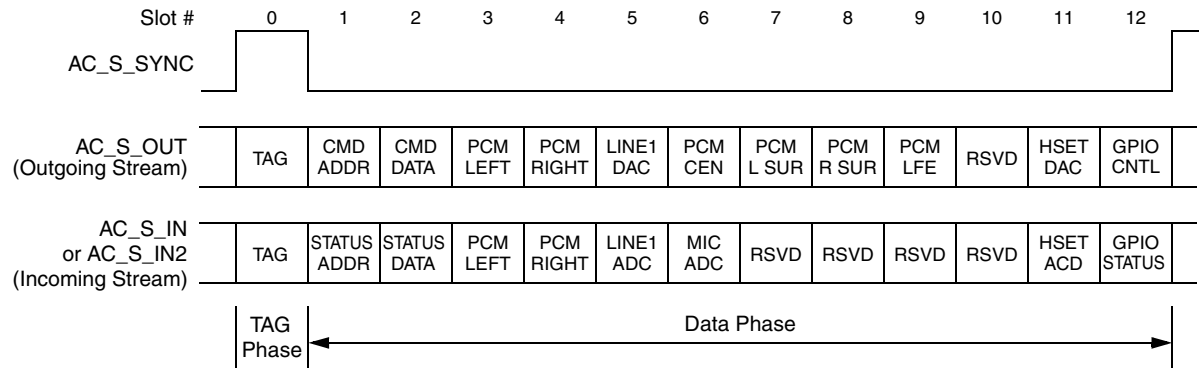 Slot # 0 1 2 3 4 5 6 7 8 9 10 11 12
AC_S_SYNC
AC_S_OUT
(Outgoing Stream)
TAG
CMD
ADDR
CMD
DATA
PCM
LEFT
PCM
RIGHT
LINE1
DAC
PCM
CEN
PCM
L SUR
PCM
R SUR
PCM
LFE
RSVD
HSET
DAC
GPIO
CNTL
AC_S_IN
or AC_S_IN2
(Incoming Stream)
TAG
STATUS
ADDR
STATUS
DATA
PCM
LEFT
PCM
RIGHT
LINE1
ADC
MIC
ADC
RSVD
RSVD
RSVD
RSVD
HSET
ACD
GPIO
STATUS
TAG
Phase
Data Phase